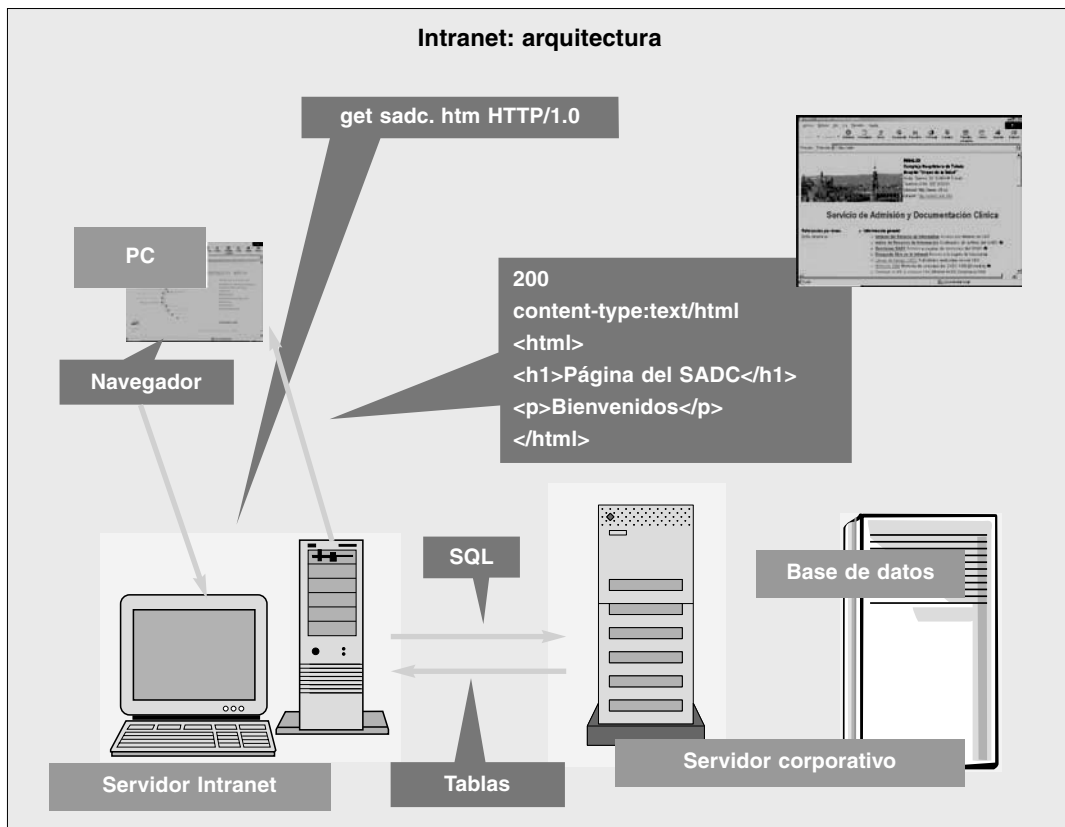 Intranet: arquitectura
get sadc. htm HTTP/1.0
Servicio de Admisión y Documentación Clínica
PC
200
content-type:text/html
<html>
<h1>Página del SADC</h1>
<p>Bienvenidos</p>
</html>
Navegador
SQL
Base de datos
Servidor corporativo
Servidor Intranet
Tablas